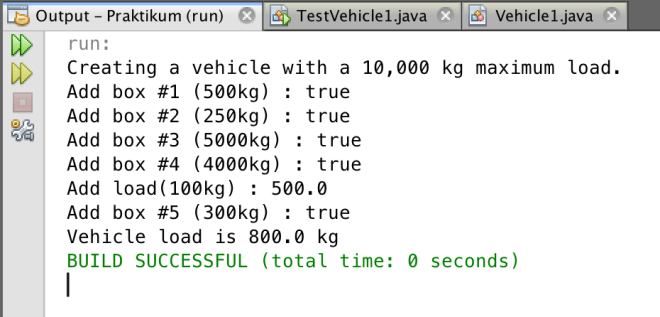 Output - Praktikum (run) TestVehicle1.java Vehicle1.java
run:
Creating a vehicle with a 10,000 kg maximum load.
Add box #1 (500kg) : true
Add box #2 (250kg) : true
Add box #3 (5000kg) : true
Add box #4 (4000kg) : true
Add load(100kg) : 500.0
Add box #5 (300kg) : true
Vehicle load is 800.0 kg
BUILD SUCCESSFUL (total time: 0 seconds)